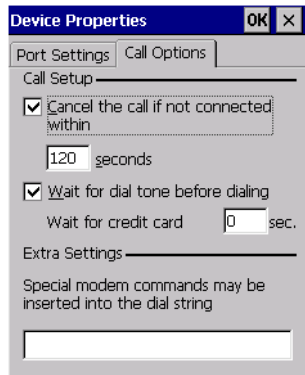 Device Properties OK ×
Port Settings Call Options
Call Setup
Cancel the call if not connected
within
120 seconds
Wait for dial tone before dialing
Wait for credit card 0 sec.
Extra Settings
Special modem commands may be
inserted into the dial string